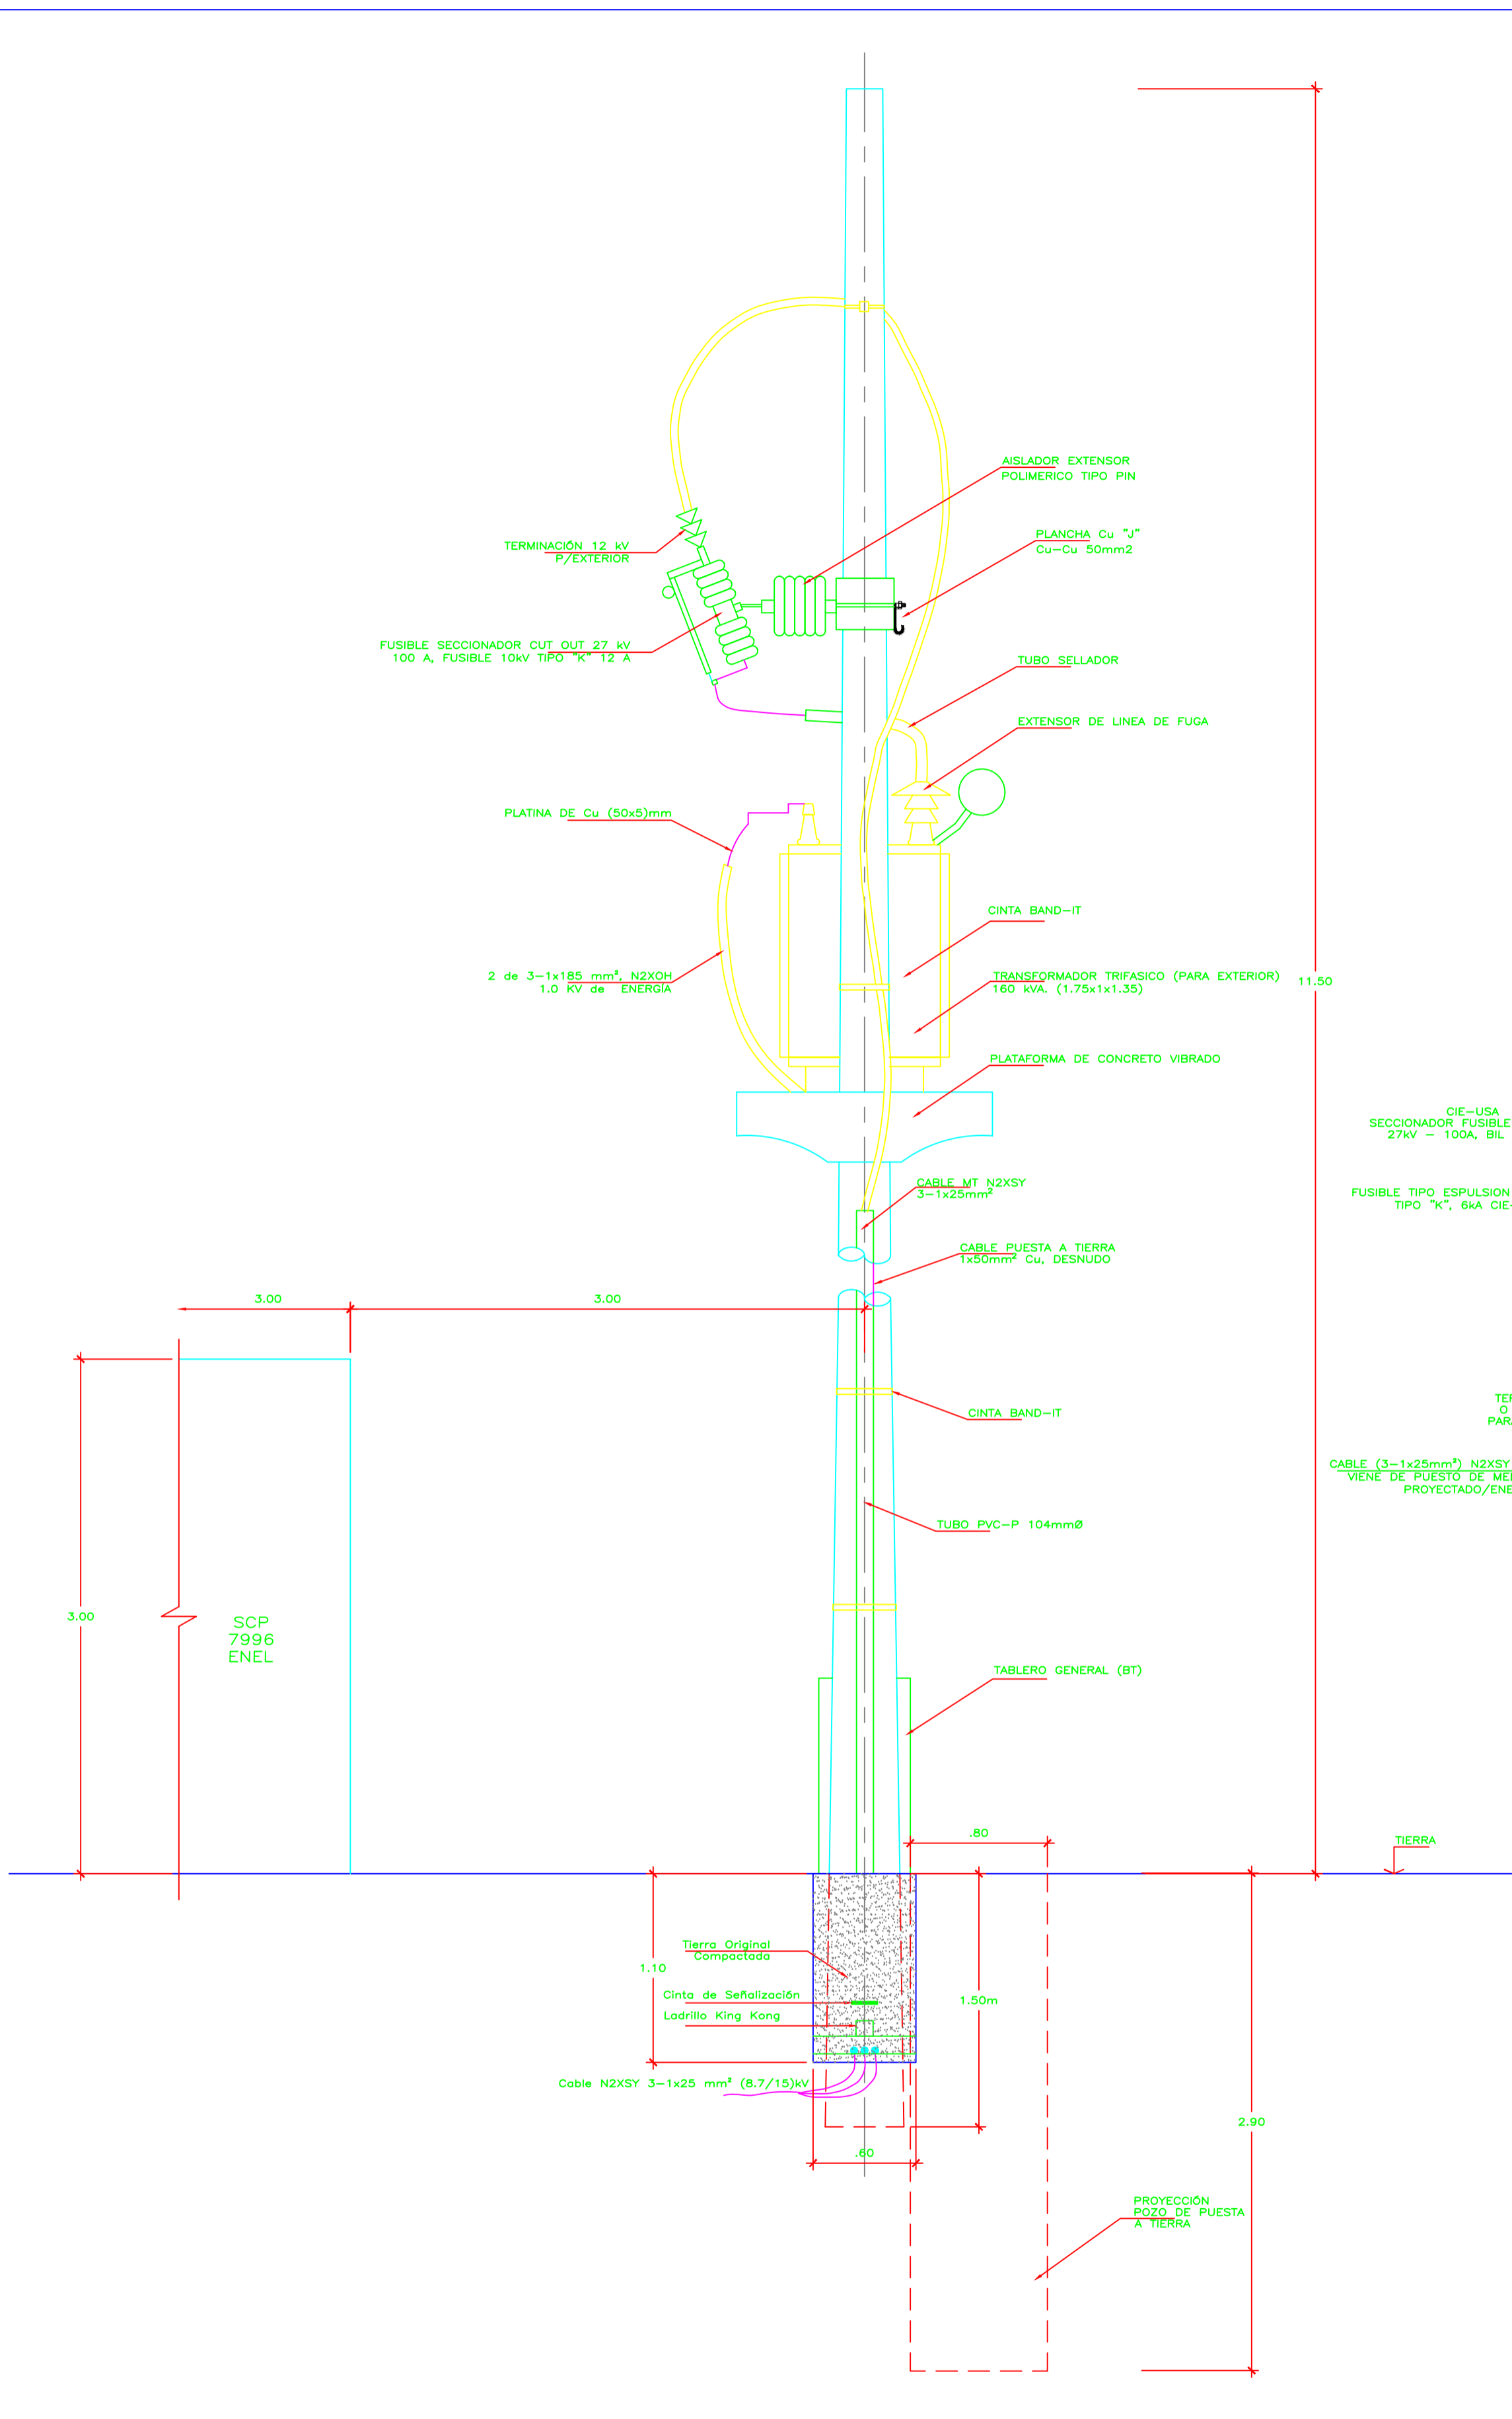 AISLADOR EXTENSOR
POLIMERICO TIPO PIN
PLANCHA Cu "J"
Cu-Cu 50mm2
TERMINACIÓN 12 kV
P/EXTERIOR
FUSIBLE SECCIONADOR CUT OUT 27 kV
100 A, FUSIBLE 10kV TIPO "K" 12 A
TUBO SELLADOR
EXTENSOR DE LINEA DE FUGA
PLATINA DE Cu (50x5)mm
CINTA BAND-IT
2 de 3-1x185 mm², N2XOH
1.0 KV de ENERGÍA
TRANSFORMADOR TRIFASICO (PARA EXTERIOR)
160 kVA. (1.75x1x1.35)
11.50
PLATAFORMA DE CONCRETO VIBRADO
CIE-USA
SECCIONADOR FUSIBLE
27kV - 100A, BIL
CABLE MT N2XSY
3-1x25mm²
FUSIBLE TIPO ESPULSION
TIPO "K", 6kA CIE-
CABLE PUESTA A TIERRA
1x50mm² Cu, DESNUDO
3.00
3.00
CINTA BAND-IT
O
CABLE (3-1x25mm²) N2XSY
VIENE DE PUESTO DE
TUBO PVC-P 104mmØ
3.00
SCP
7996
ENEL
TABLERO GENERAL (BT)
.80
TIERRA
Tierra Original
Compactada
1.10
Cinta de Señalización
1.50m
Ladrillo King Kong
Cable N2XSY 3-1x25 mm² (8.7/15)kV
2.90
.60
PROYECCIÓN
POZO DE PUESTA
A TIERRA